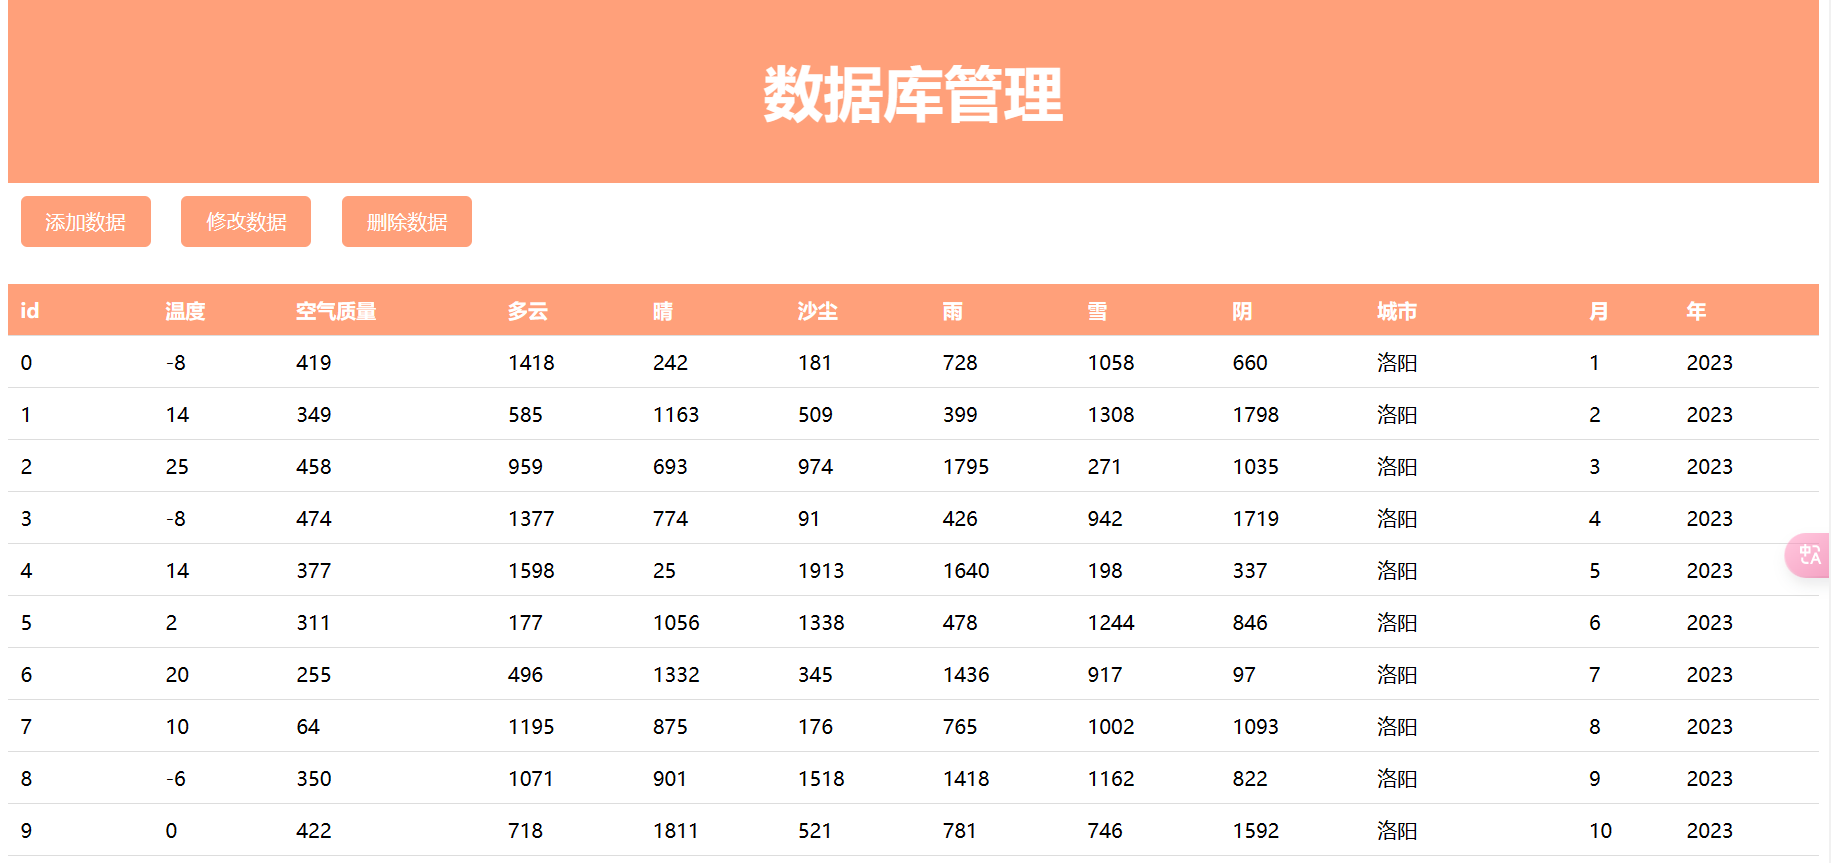 数据库管理
添加数据 修改数据 删除数据
id 温度 空气质量 多云 晴 沙尘 雨 雪 阴 城市 月 年
0 -8 419 1418 242 181 728 1058 660 洛阳 1 2023
1 14 349 585 1163 509 399 1308 1798 洛阳 2 2023
2 25 458 959 693 974 1795 271 1035 洛阳 3 2023
3 -8 474 1377 774 91 426 942 1719 洛阳 4 2023
4 14 377 1598 25 1913 1640 198 337 洛阳 5 2023
5 2 311 177 1056 1338 478 1244 846 洛阳 6 2023
6 20 255 496 1332 345 1436 917 97 洛阳 7 2023
7 10 64 1195 875 176 765 1002 1093 洛阳 8 2023
8 -6 350 1071 901 1518 1418 1162 822 洛阳 9 2023
9 0 422 718 1811 521 781 746 1592 洛阳 10 2023
中 A